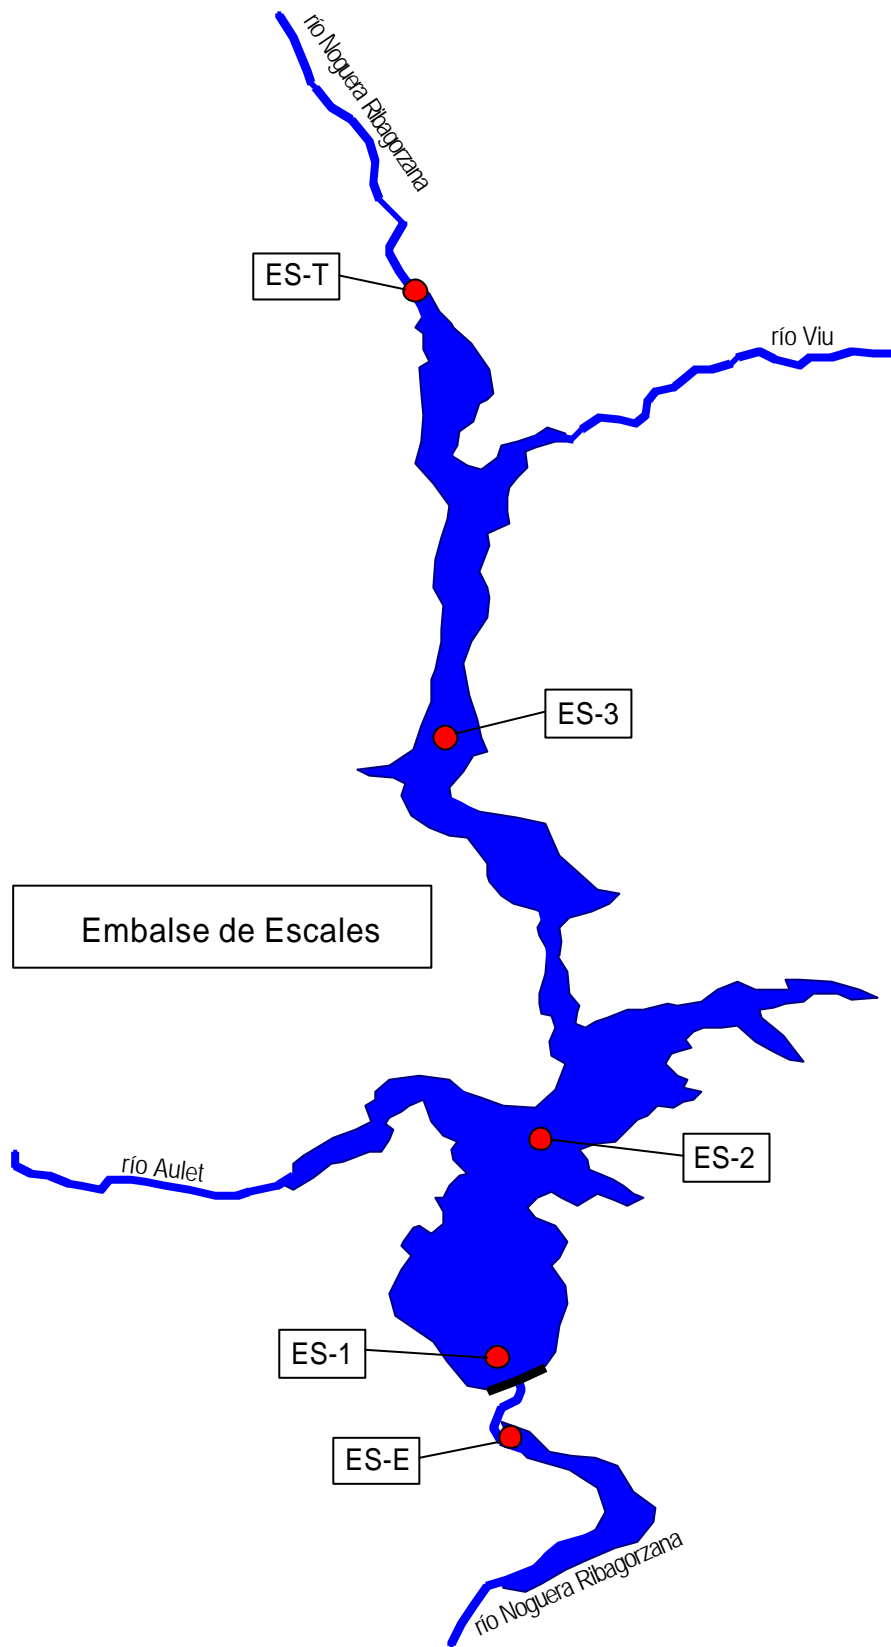 río Noguera Ribagorzana
ES-T
río Viu
ES-3
Embalse de Escales
río Aulet
ES-2
ES-1
ES-E
río Noguera Ribagorzana